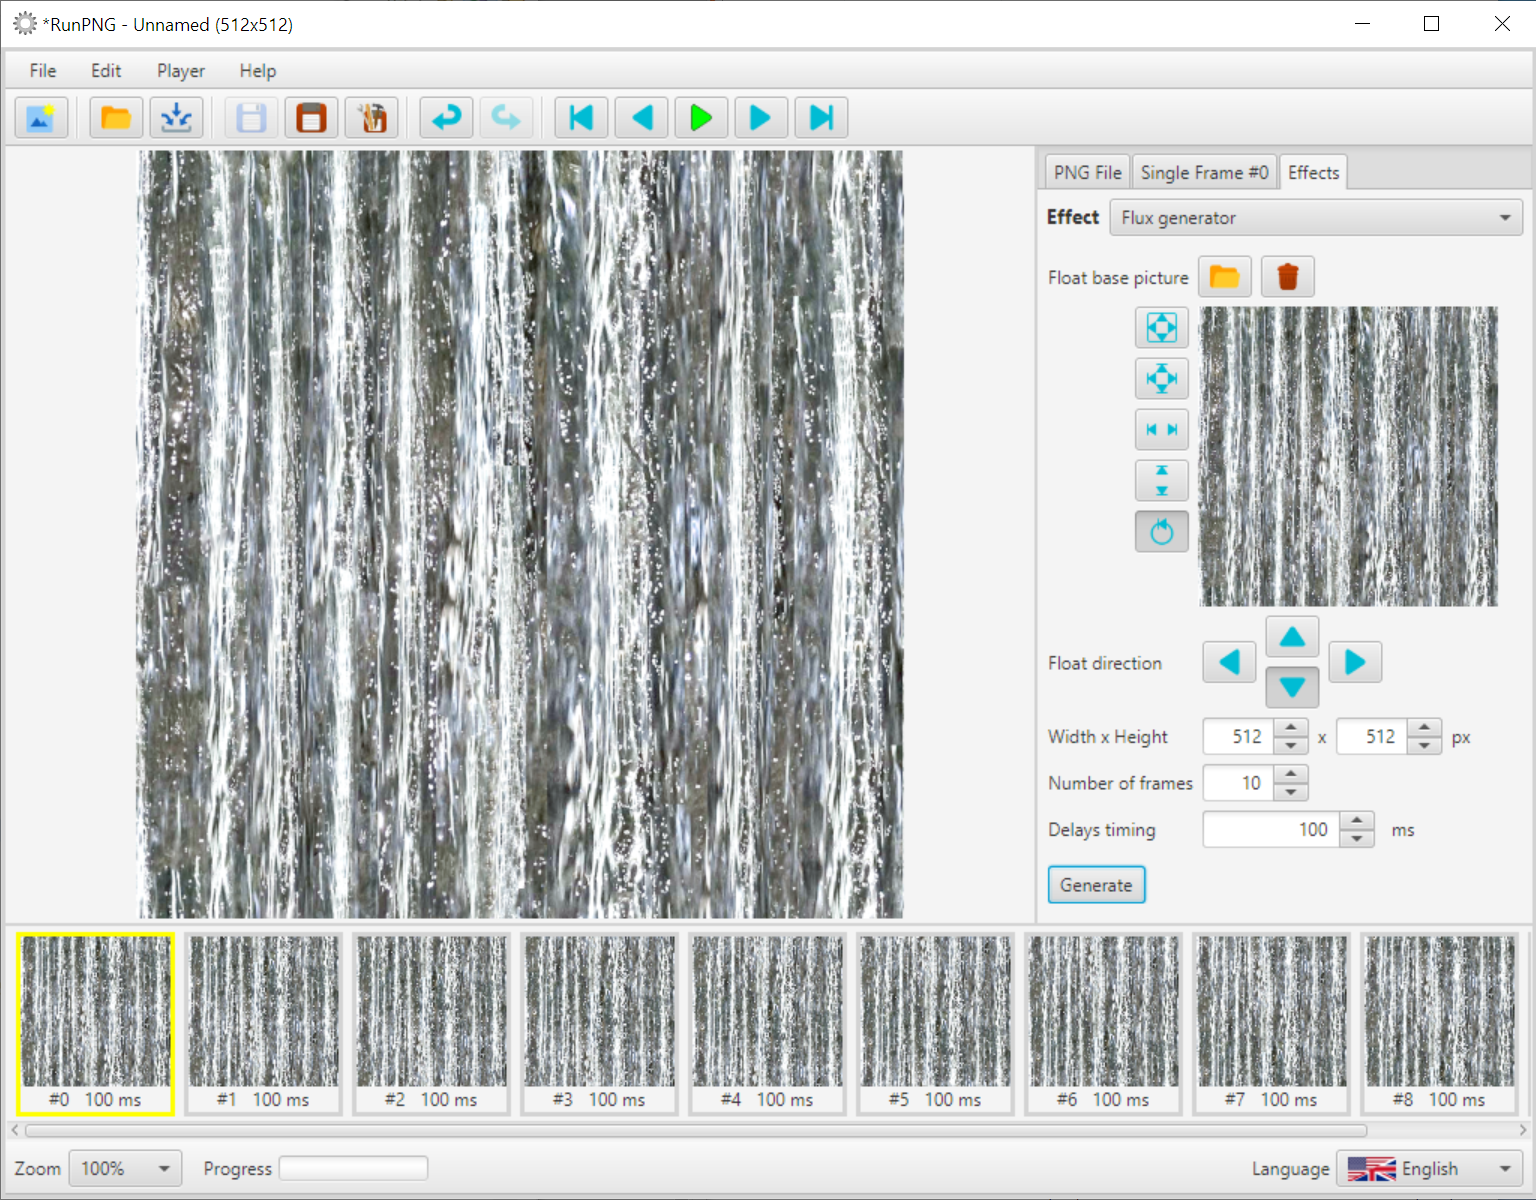 *RunPNG - Unnamed (512x512)
File Edit Player Help
PNG File Single Frame #0 Effects
Effect Flux generator
Float base picture
Float direction
Width x Height 512 x 512 px
Number of frames 10
Delays timing 100 ms
Generate
#0 100 ms #1 100 ms #2 100 ms #3 100 ms #4 100 ms #5 100 ms #6 100 ms #7 100 ms #8 100 ms
Zoom 100% Progress Language English